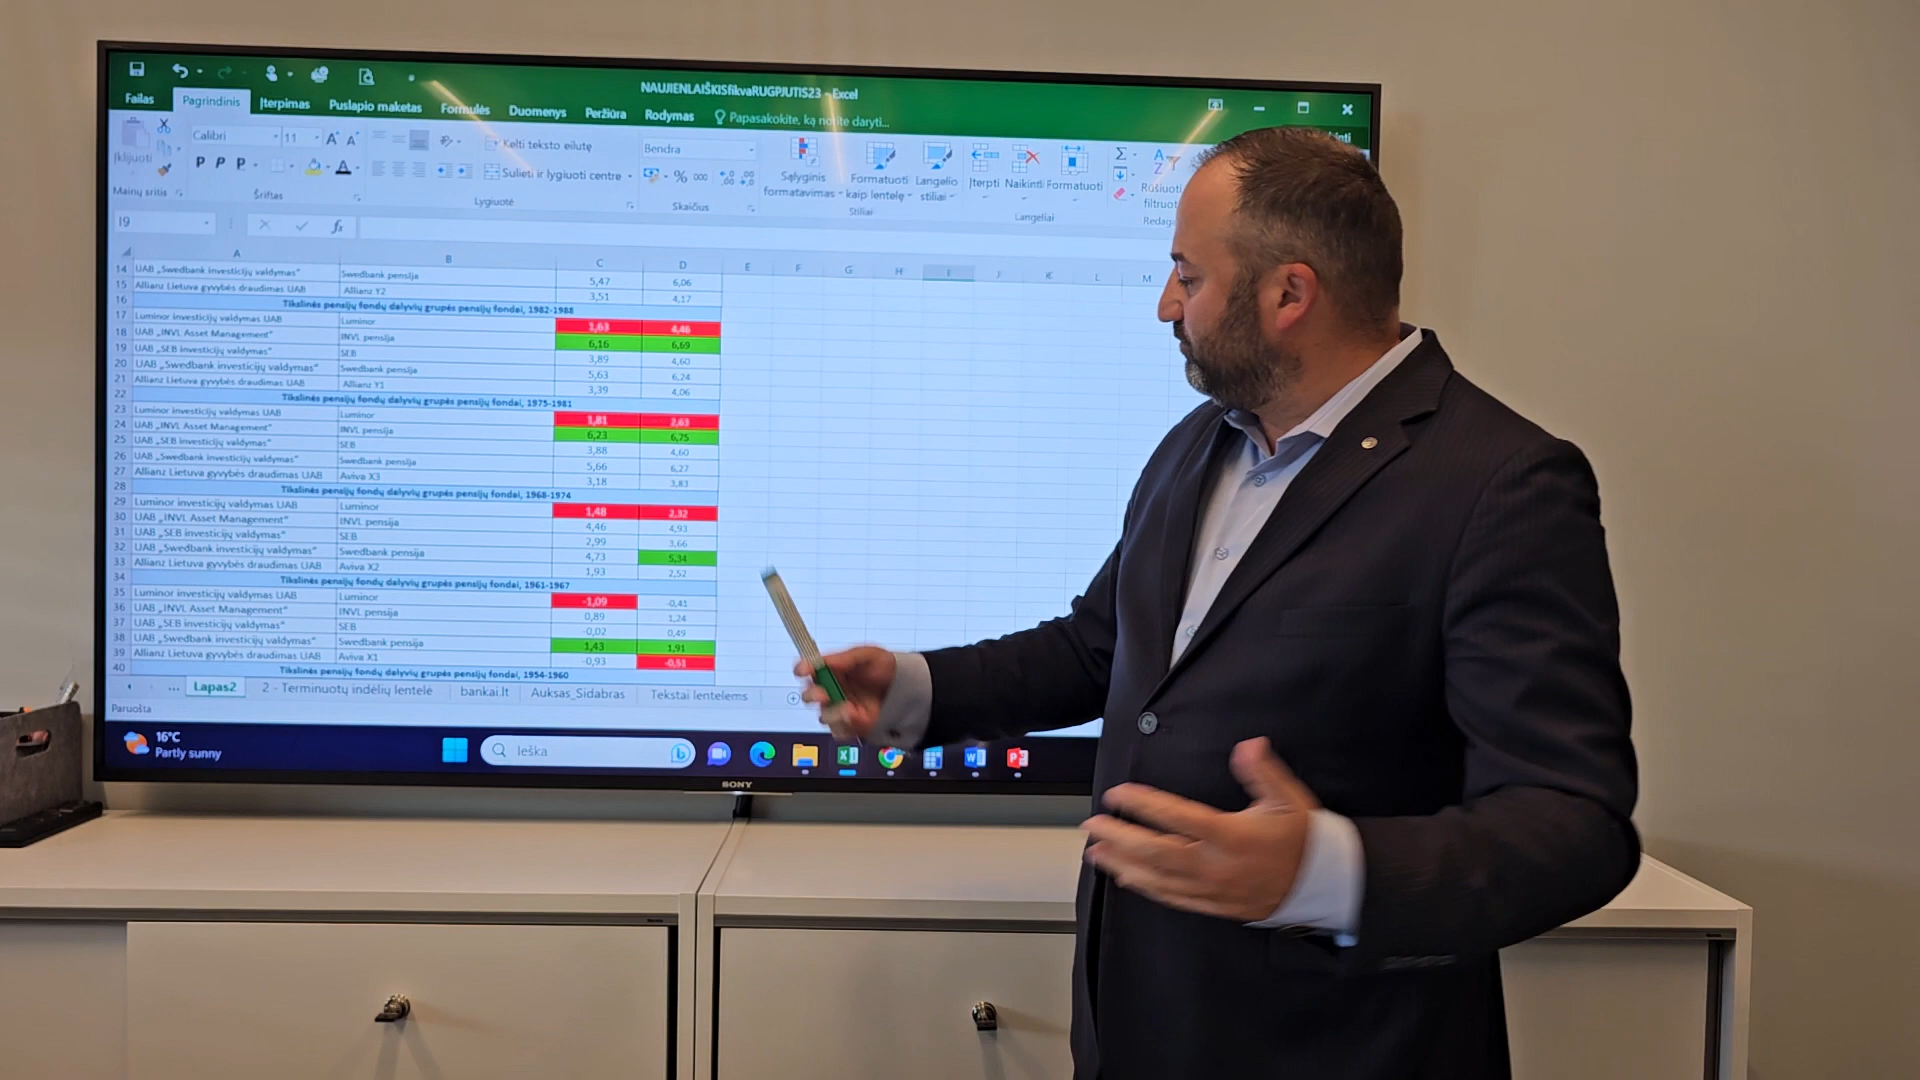 NAUJIENLAIŠKISfikvaRUGPJUTIS23 - Excel
Failas Pagrindinis Įterpimas Puslapio maketas Formulės Duomenys Peržiūra Rodymas Papasakokite, ką norite daryti...
Įklijuoti Calibri 11 A A Kelti teksto eilutę Bendra
P P P A Sulieti ir lygiuoti centre % 000
Sąlyginis formatavimas Formatuoti kaip lentelę Langelio stiliai Įterpti Naikinti Formatuoti Σ Rūšiuoti filtruot
Mainų sritis Šriftas Lygiuotė Skaičius Stiliai Langeliai Redag
I9 fx
A B C D E F G H I J K L M
14 UAB „Swedbank investicijų valdymas“ Swedbank pensija 5,47 6,06
15 Allianz Lietuva gyvybės draudimas UAB Allianz Y2 3,51 4,17
16 Tikslinės pensijų fondų dalyvių grupės pensijų fondai, 1982-1988
17 Luminor investicijų valdymas UAB Luminor 1,63 4,46
18 UAB „INVL Asset Management“ INVL pensija 6,16 6,69
19 UAB „SEB investicijų valdymas“ SEB 3,89 4,60
20 UAB „Swedbank investicijų valdymas“ Swedbank pensija 5,63 6,24
21 Allianz Lietuva gyvybės draudimas UAB Allianz Y1 3,39 4,06
22 Tikslinės pensijų fondų dalyvių grupės pensijų fondai, 1975-1981
23 Luminor investicijų valdymas UAB Luminor 1,81 2,63
24 UAB „INVL Asset Management“ INVL pensija 6,23 6,75
25 UAB „SEB investicijų valdymas“ SEB 3,88 4,60
26 UAB „Swedbank investicijų valdymas“ Swedbank pensija 5,66 6,27
27 Allianz Lietuva gyvybės draudimas UAB Aviva X3 3,18 3,83
28 Tikslinės pensijų fondų dalyvių grupės pensijų fondai, 1968-1974
29 Luminor investicijų valdymas UAB Luminor 1,48 2,32
30 UAB „INVL Asset Management“ INVL pensija 4,46 4,93
31 UAB „SEB investicijų valdymas“ SEB 2,99 3,66
32 UAB „Swedbank investicijų valdymas“ Swedbank pensija 4,73 5,34
33 Allianz Lietuva gyvybės draudimas UAB Aviva X2 1,93 2,52
34 Tikslinės pensijų fondų dalyvių grupės pensijų fondai, 1961-1967
35 Luminor investicijų valdymas UAB Luminor -1,09 -0,41
36 UAB „INVL Asset Management“ INVL pensija 0,89 1,24
37 UAB „SEB investicijų valdymas“ SEB -0,02 0,49
38 UAB „Swedbank investicijų valdymas“ Swedbank pensija 1,43 1,91
39 Allianz Lietuva gyvybės draudimas UAB Aviva X1 -0,93 -0,51
40 Tikslinės pensijų fondų dalyvių grupės pensijų fondai, 1954-1960
... Lapas2 2 - Terminuotų indėlių lentelė bankai.lt Auksas_Sidabras Tekstai lentelems
Paruošta
16°C
Partly sunny
Ieška
SONY